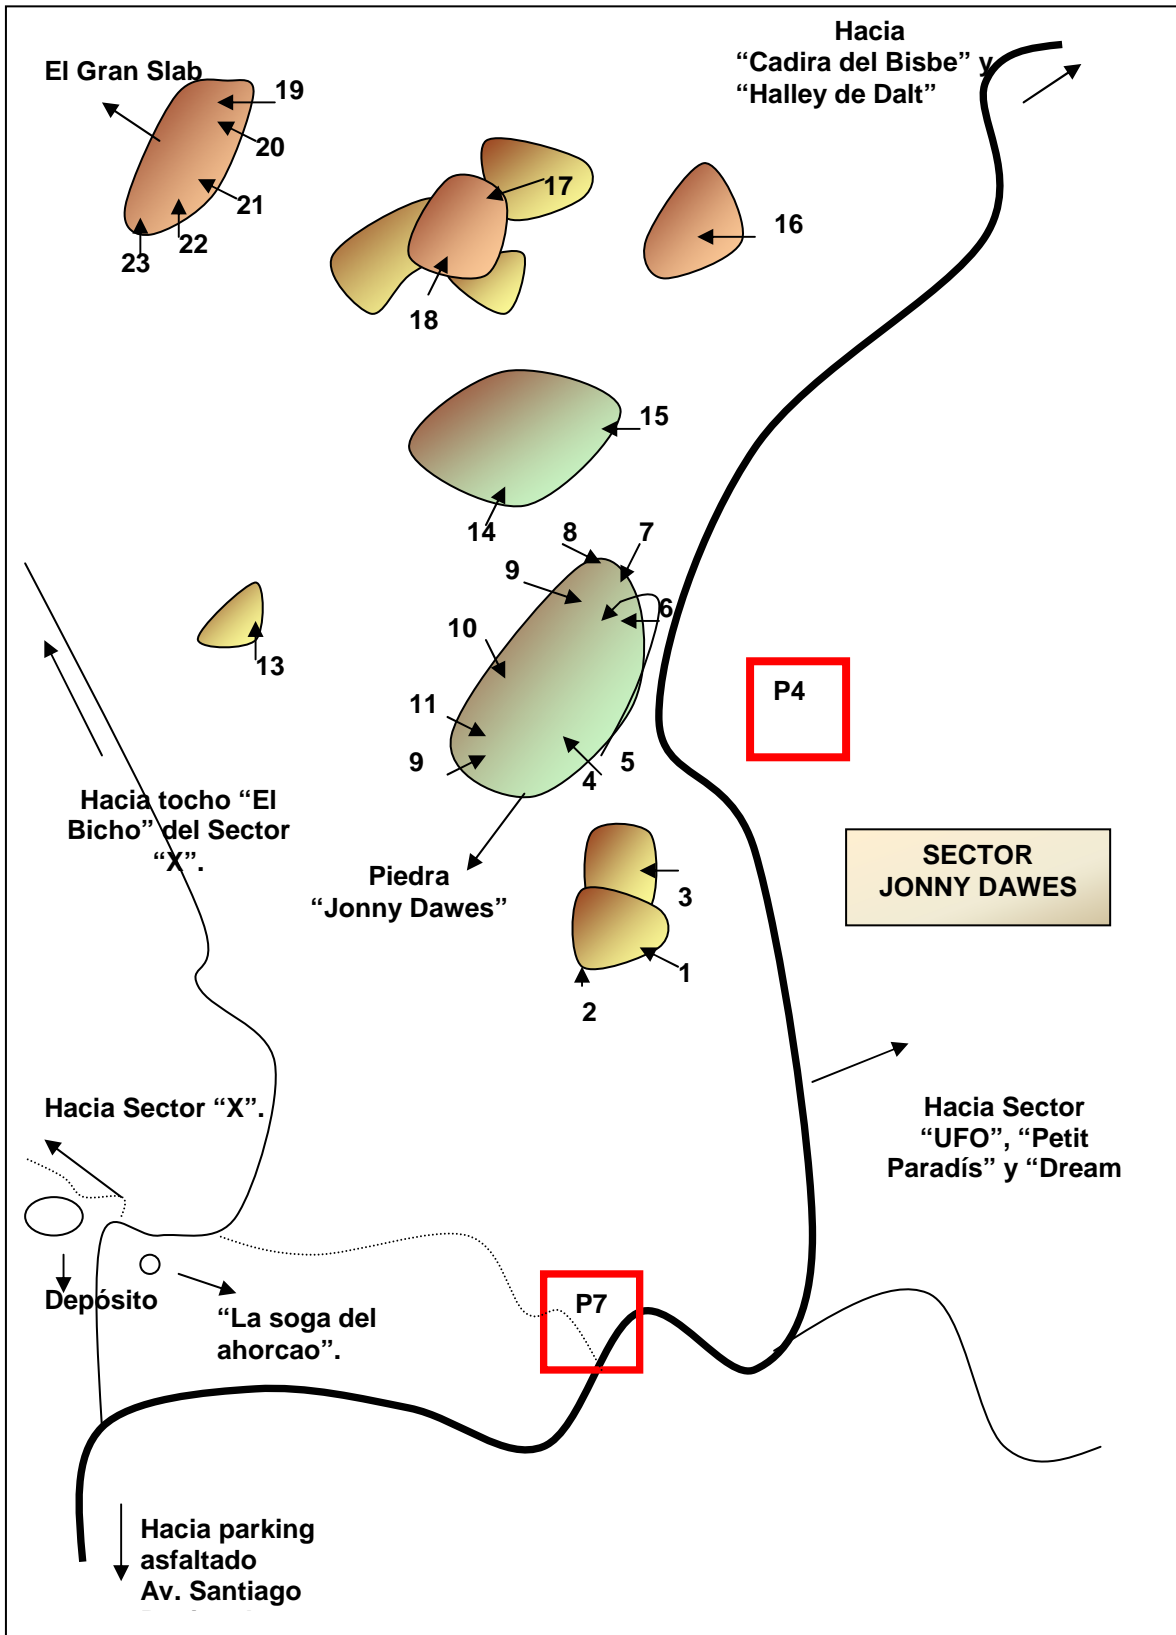 Hacia
“Cadira del Bisbe” y
“Halley de Dalt”
El Gran Slab
19
20
21
22
23
17
18
16
15
14
8
7
9
6
10
13
11
9
5
4
P4
Hacia tocho “El
Bicho” del Sector
“X”.
Piedra
“Jonny Dawes”
SECTOR
JONNY DAWES
3
1
2
Hacia Sector “X”.
Hacia Sector
“UFO”, “Petit
Paradís” y “Dream
Depósito
“La soga del
ahorcao”.
P7
Hacia parking
asfaltado
Av. Santiago